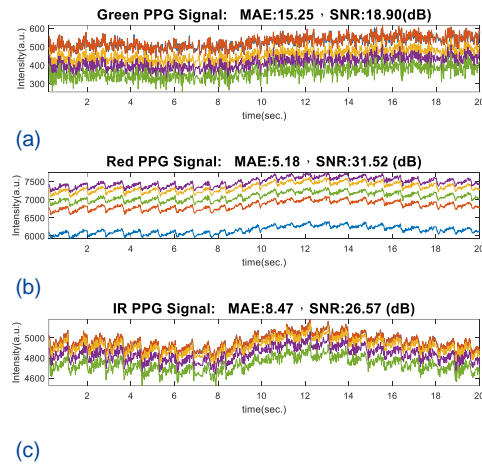 Green PPG Signal: MAE:15.25，SNR:18.90(dB)
Intensity(a.u.)
600
500
400
300
2 4 6 8 10 12 14 16 18 20
time(sec.)
(a)
Red PPG Signal: MAE:5.18，SNR:31.52 (dB)
Intensity(a.u.)
7500
7000
6500
6000
2 4 6 8 10 12 14 16 18 20
time(sec.)
(b)
IR PPG Signal: MAE:8.47，SNR:26.57 (dB)
Intensity(a.u.)
5000
4800
4600
2 4 6 8 10 12 14 16 18 20
time(sec.)
(c)